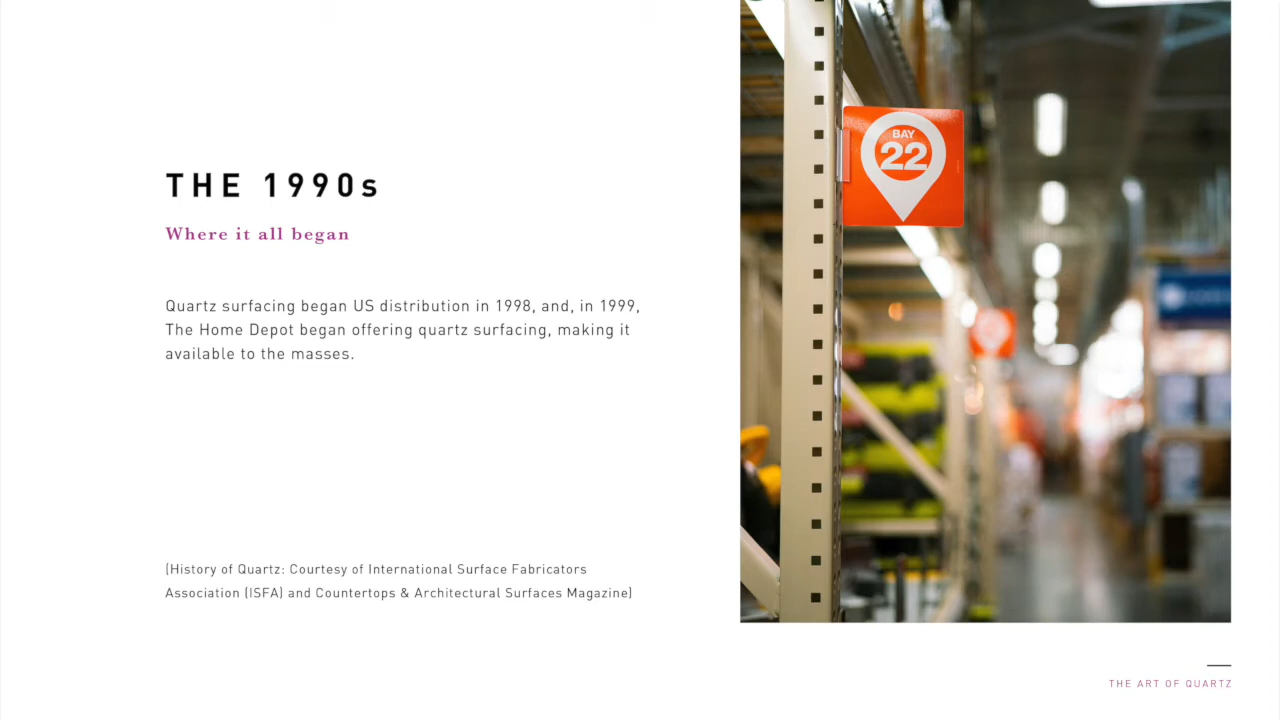 THE 1990s
Where it all began
Quartz surfacing began US distribution in 1998, and, in 1999,
The Home Depot began offering quartz surfacing, making it
available to the masses.
(History of Quartz: Courtesy of International Surface Fabricators
Association (ISFA) and Countertops & Architectural Surfaces Magazine)
BAY
22
THE ART OF QUARTZ